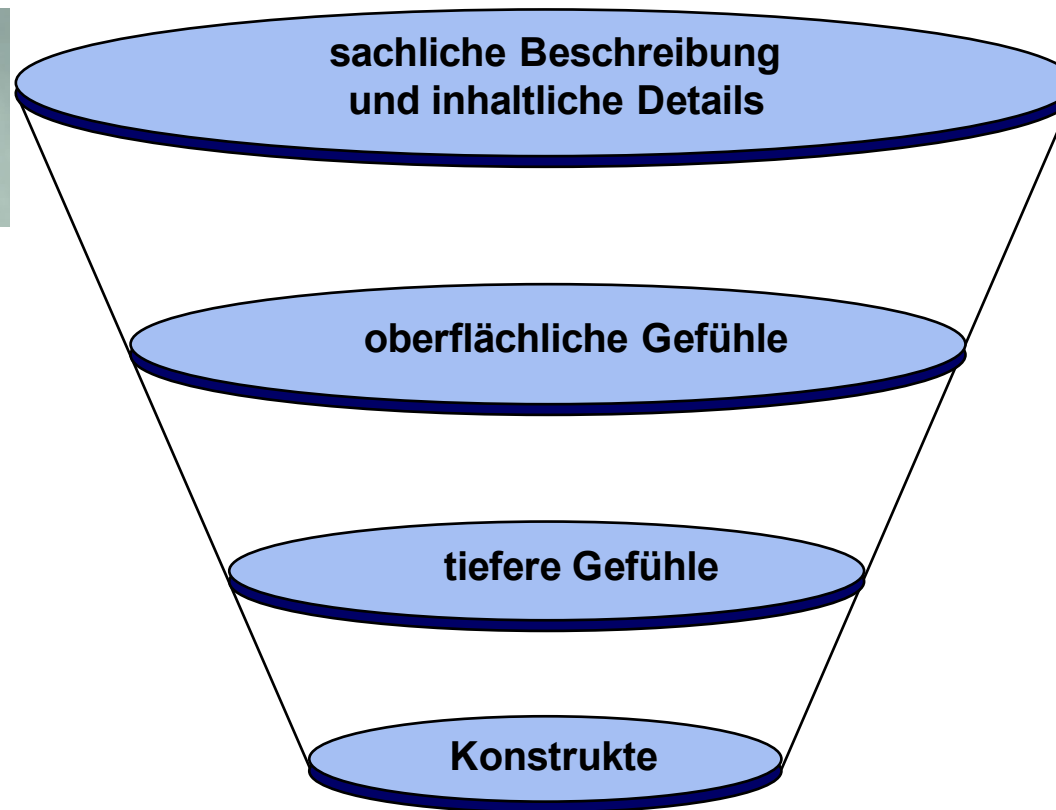 sachliche Beschreibung
und inhaltliche Details
oberflächliche Gefühle
tiefere Gefühle
Konstrukte